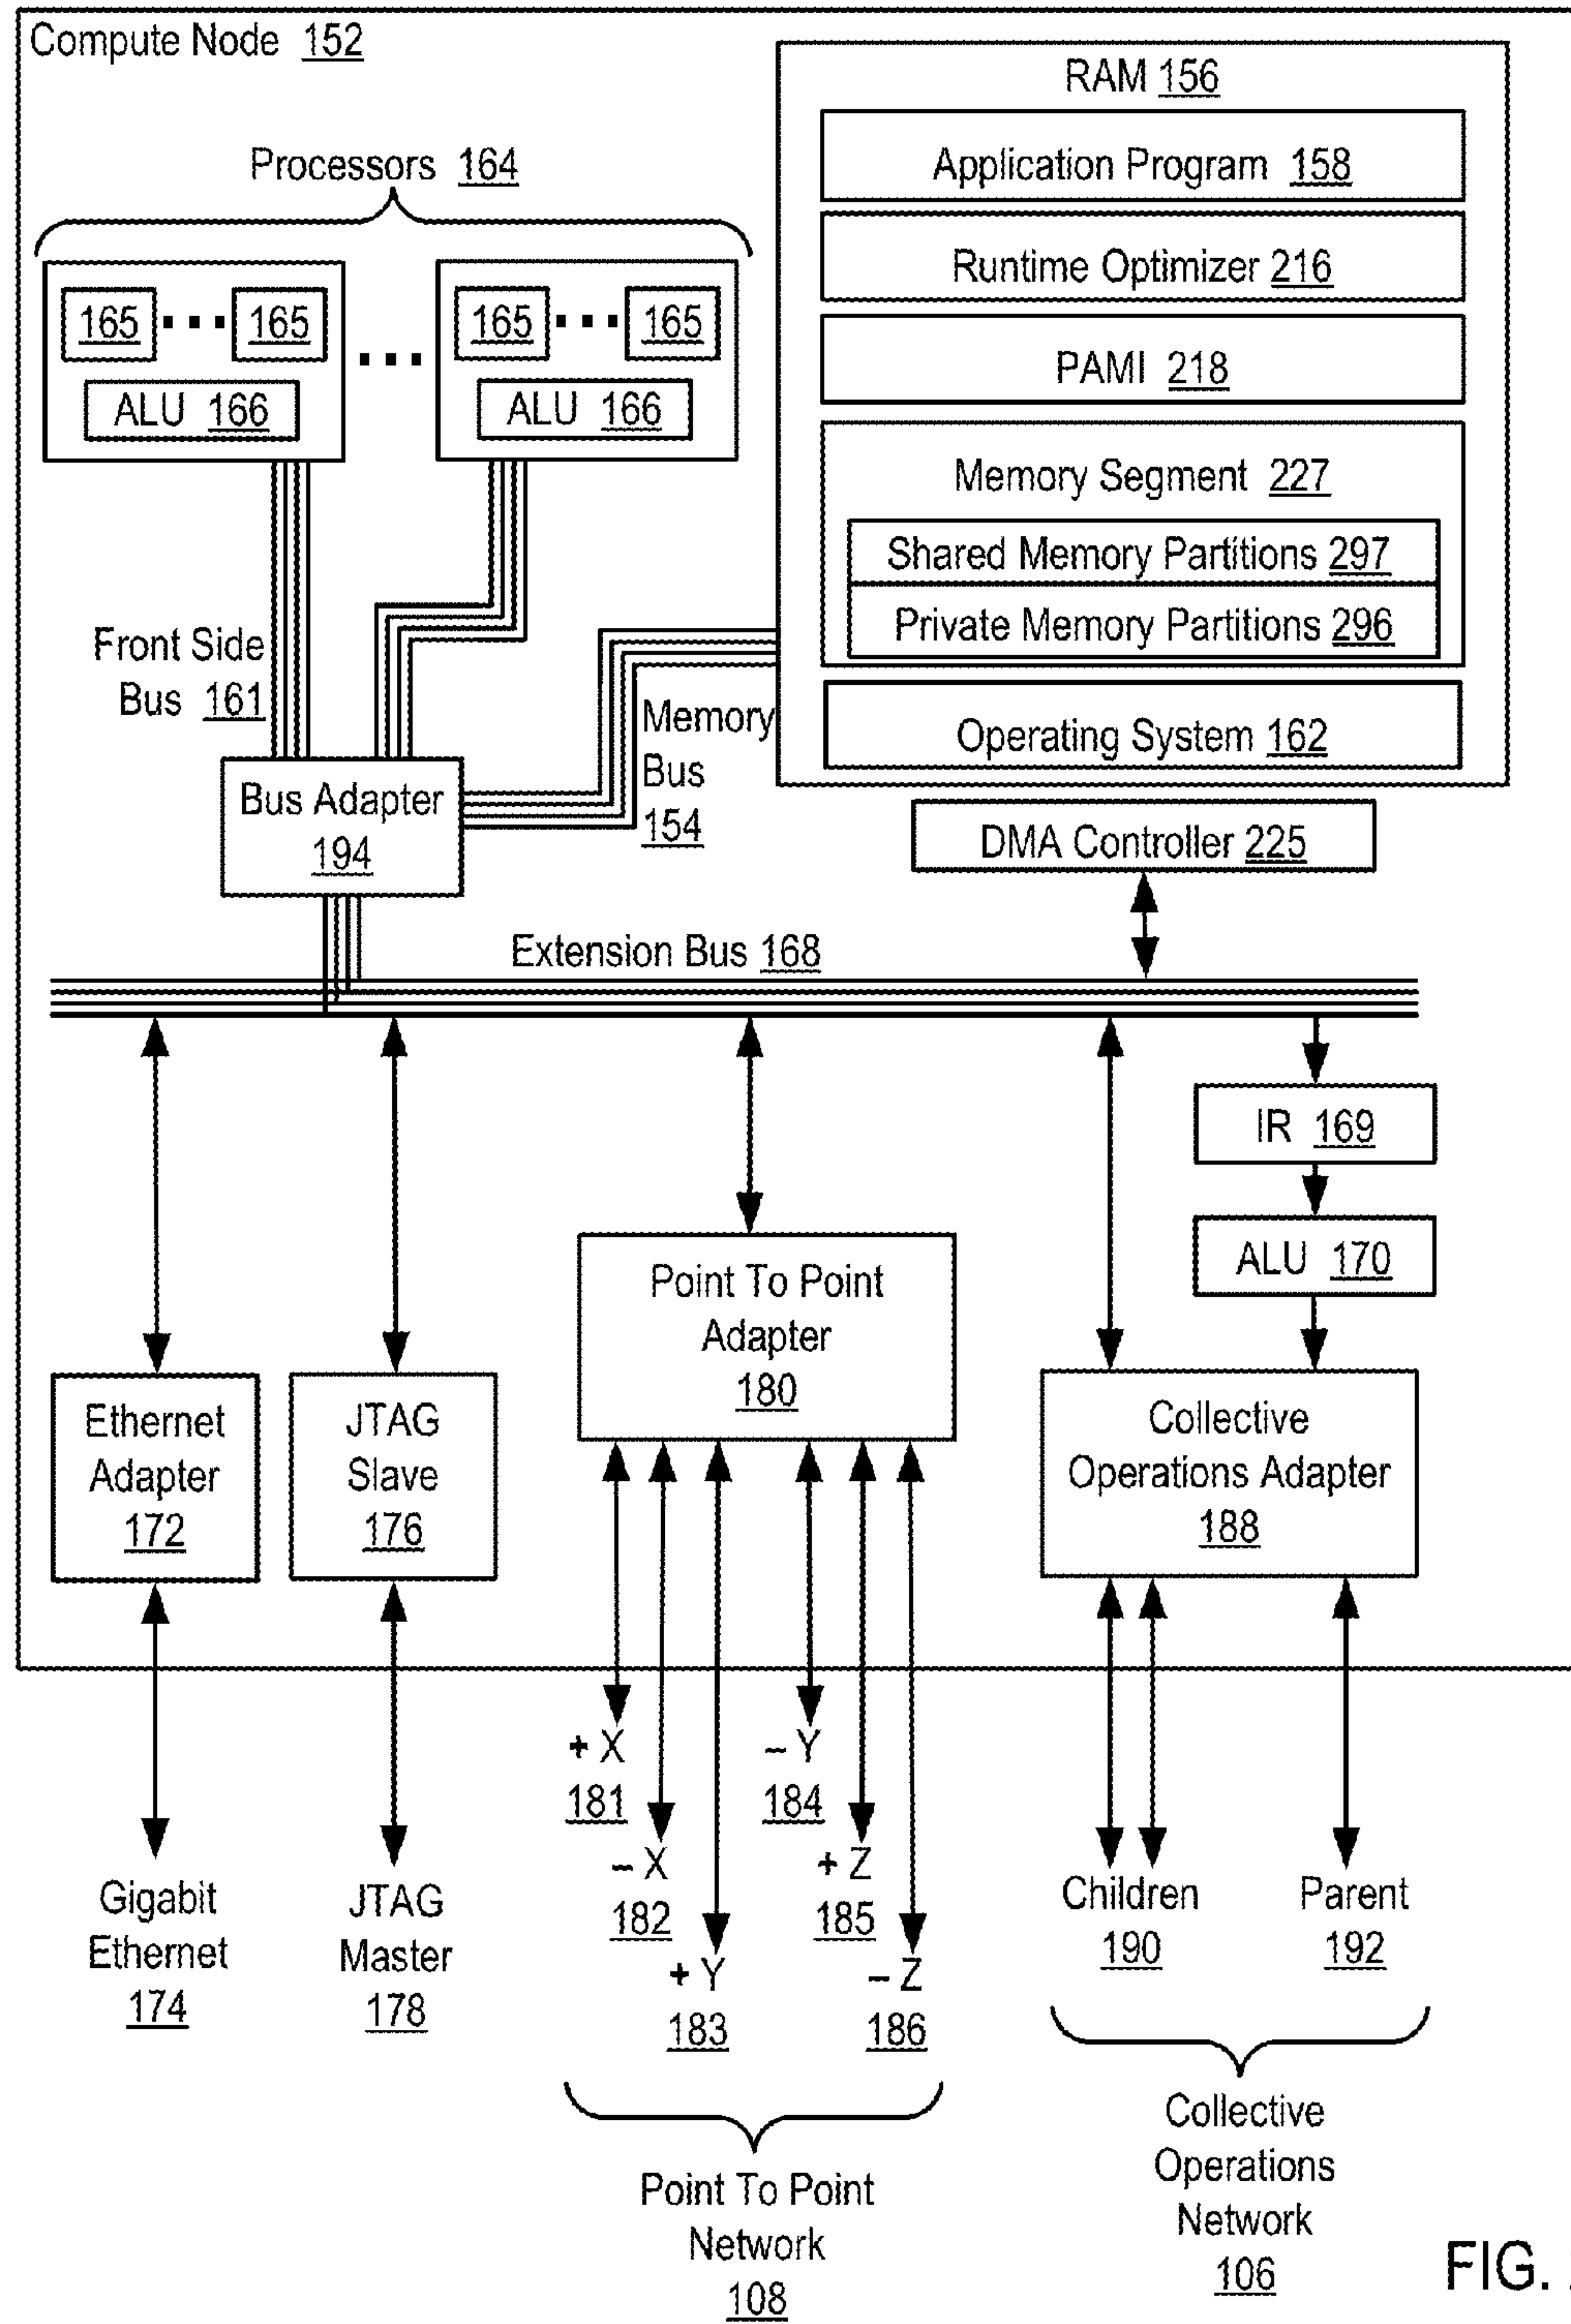 Compute Node 152
RAM 156
Application Program 158
Runtime Optimizer 216
PAMI 218
Memory Segment 227
Shared Memory Partitions 297
Private Memory Partitions 296
Operating System 162
Processors 164
165 ... 165
ALU 166
...
165 ... 165
ALU 166
Front Side
Bus 161
Memory
Bus
154
Bus Adapter
194
DMA Controller 225
Extension Bus 168
IR 169
ALU 170
Point To Point
Adapter
180
Ethernet
Adapter
172
JTAG
Slave
176
Collective
Operations Adapter
188
+ X
181
– X
182
+ Y
183
– Y
184
+ Z
185
– Z
186
Gigabit
Ethernet
174
JTAG
Master
178
Children
190
Parent
192
Point To Point
Network
108
Collective
Operations
Network
106
FIG.